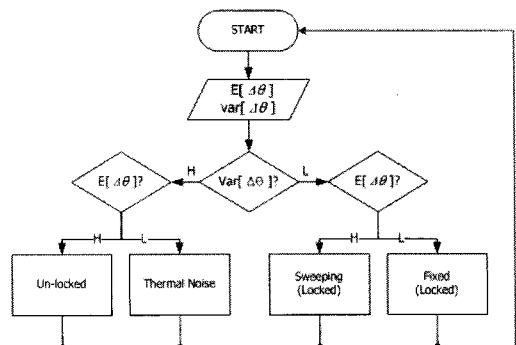 START
E[ Δθ ]
var[ Δθ ]
H
L
E[ Δθ ]?
Var[ ΔΘ ]?
E[ Δθ ]?
H
L
H
L
Un-locked
Thermal Noise
Sweeping
(Locked)
Fixed
(Locked)